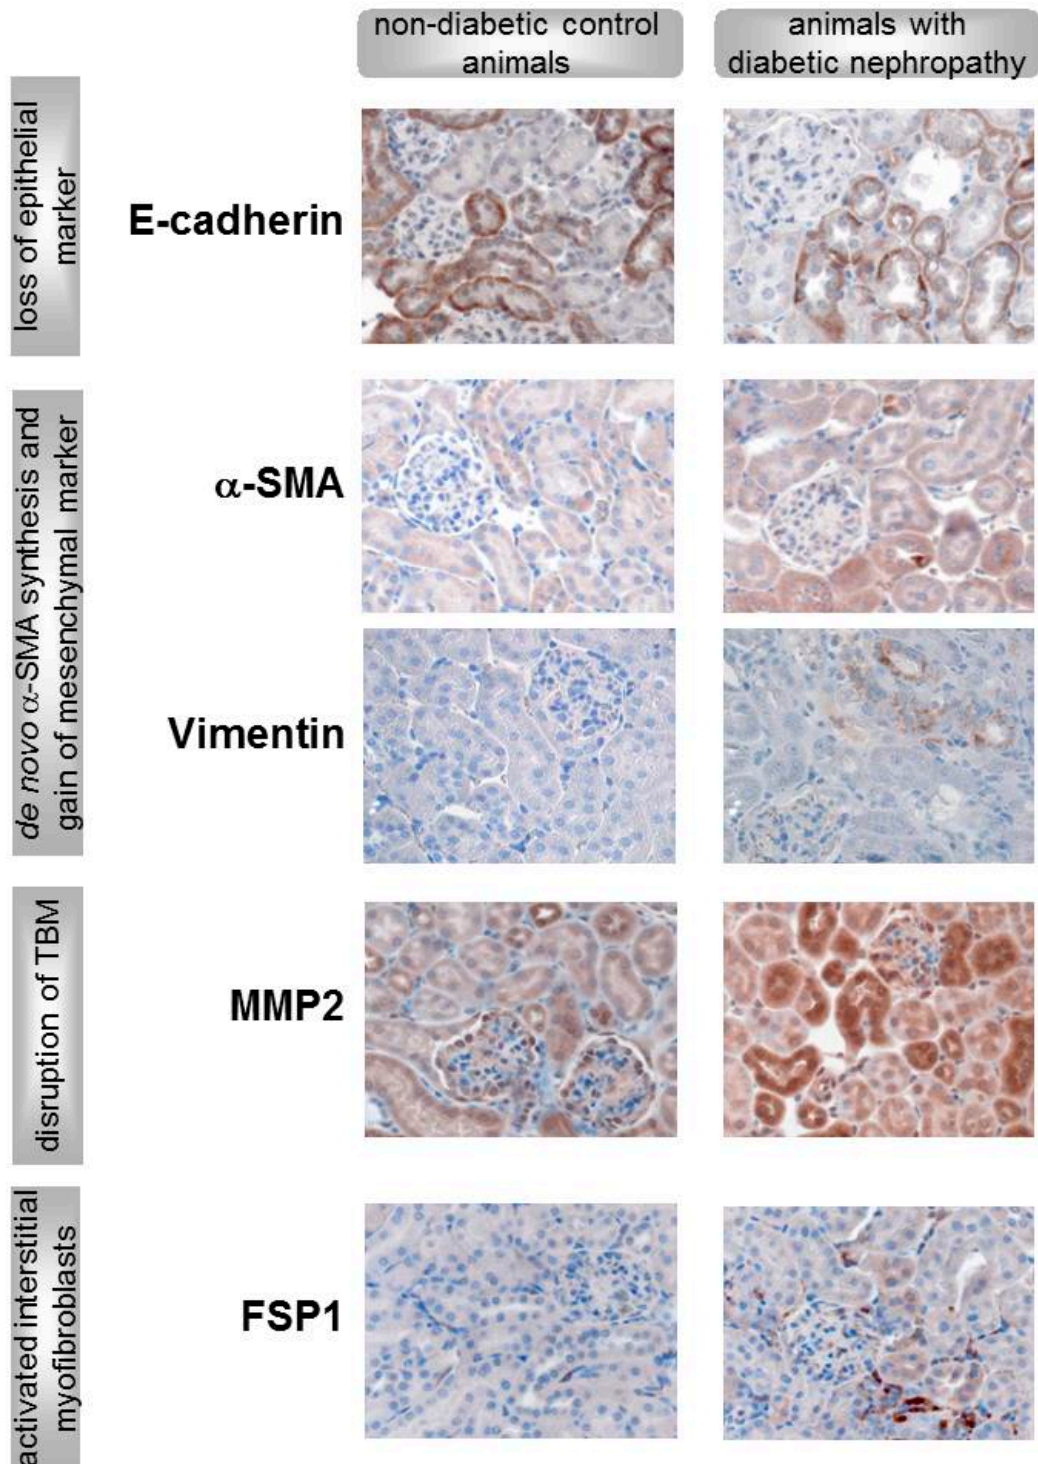 non-diabetic control
animals
animals with
diabetic nephropathy
loss of epithelial
marker
E-cadherin
de novo α-SMA synthesis and
gain of mesenchymal marker
α-SMA
Vimentin
disruption of TBM
MMP2
activated interstitial
myofibroblasts
FSP1